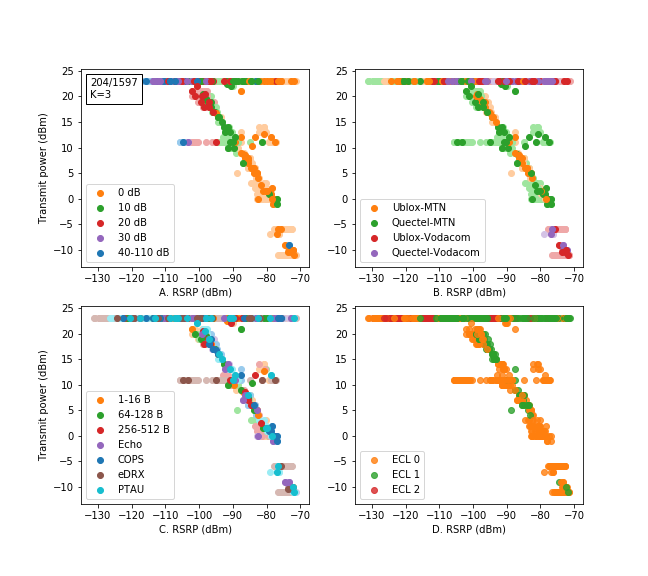 25
20
15
10
5
0
−5
−10
Transmit power (dBm)
204/1597
K=3
0 dB
10 dB
20 dB
30 dB
40-110 dB
−130 −120 −110 −100 −90 −80 −70
A. RSRP (dBm)
25
20
15
10
5
0
−5
−10
Ublox-MTN
Quectel-MTN
Ublox-Vodacom
Quectel-Vodacom
−130 −120 −110 −100 −90 −80 −70
B. RSRP (dBm)
25
20
15
10
5
0
−5
−10
Transmit power (dBm)
1-16 B
64-128 B
256-512 B
Echo
COPS
eDRX
PTAU
−130 −120 −110 −100 −90 −80 −70
C. RSRP (dBm)
25
20
15
10
5
0
−5
−10
ECL 0
ECL 1
ECL 2
−130 −120 −110 −100 −90 −80 −70
D. RSRP (dBm)